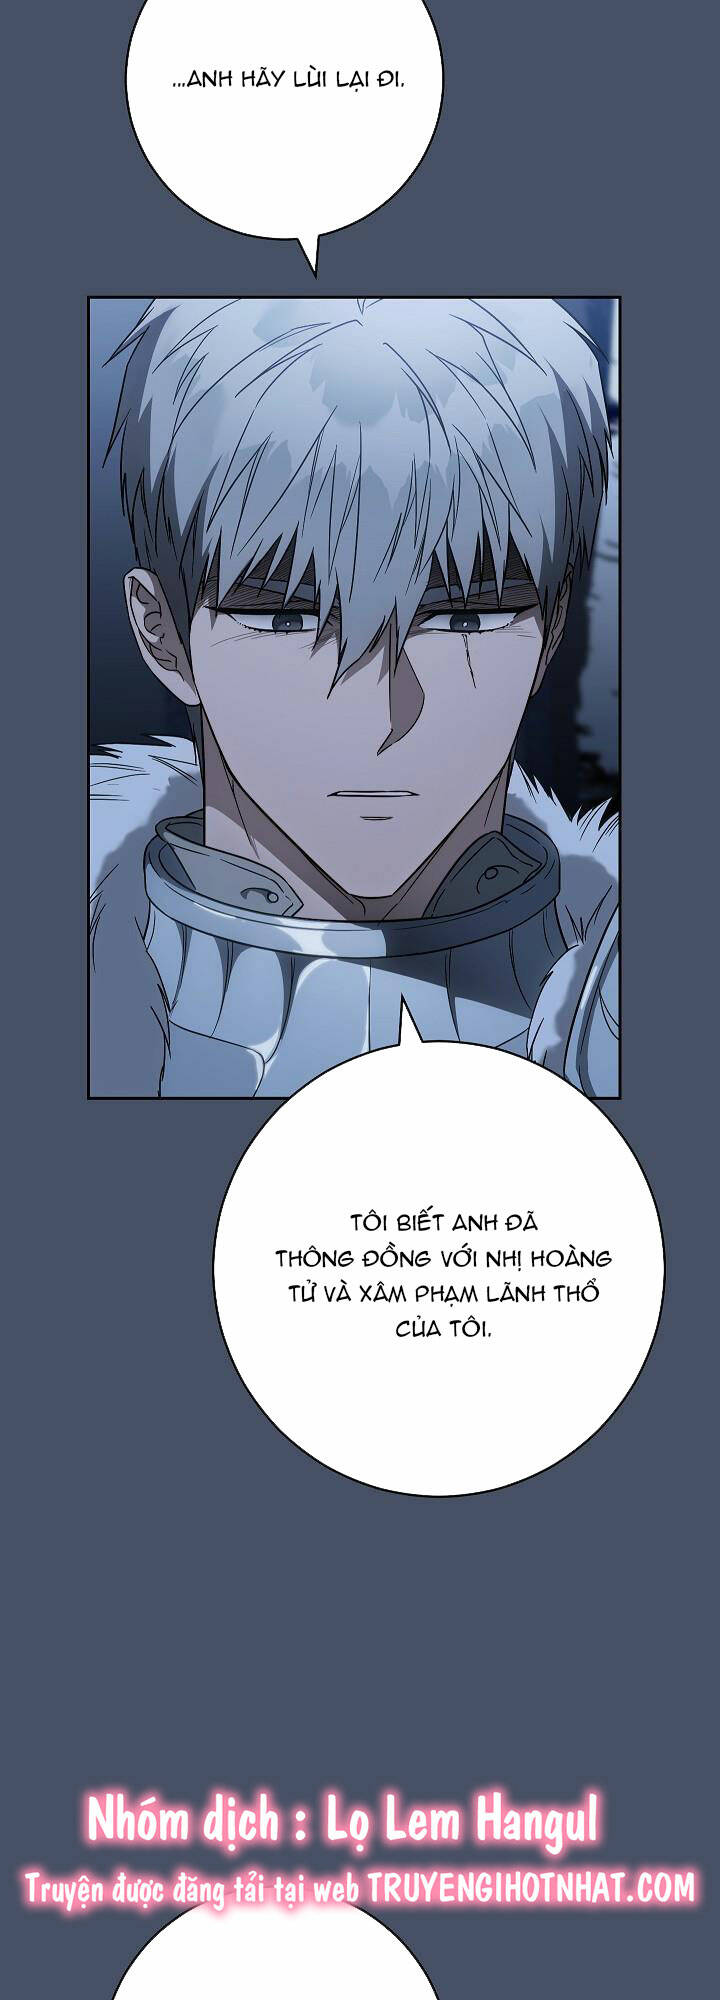 ...ANH HÃY LÙI LẠI ĐI.
TÔI BIẾT ANH ĐÃ
THÔNG ĐỒNG VỚI NHỊ HOÀNG
TỬ VÀ XÂM PHẠM LÃNH THỔ
CỦA TÔI.
Nhóm dịch : Lọ Lem Hangul
Truyện được đăng tải tại web TRUYENGIHOTNHAT.COM